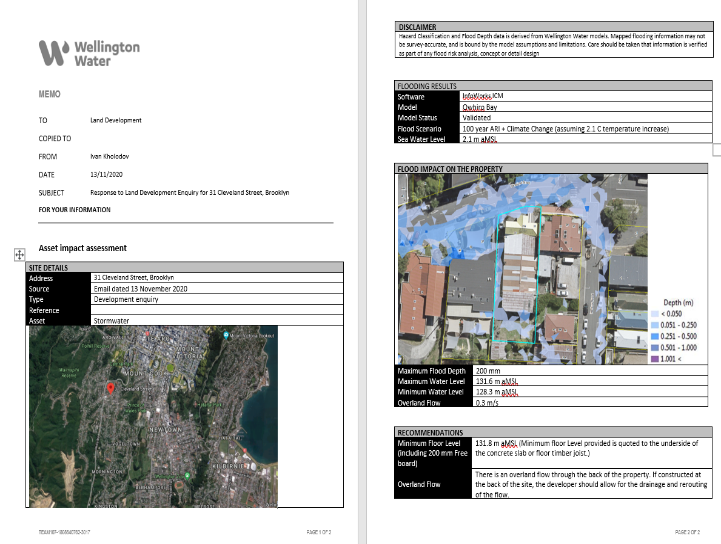 Wellington
Water
MEMO
TO Land Development
COPIED TO
FROM Ivan Kholodov
DATE 13/11/2020
SUBJECT Response to Land Development Enquiry for 31 Cleveland Street, Brooklyn
FOR YOUR INFORMATION
Asset impact assessment
SITE DETAILS
Address 31 Cleveland Street, Brooklyn
Source Email dated 13 November 2020
Type Development enquiry
Reference
Asset Stormwater
NEWTOWN
KILBIRNIE
MORNINGTON
PAGE 1 OF 2
DISCLAIMER
Hazard Classification and Flood Depth data is derived from Wellington Water models. Mapped flooding information may not
be survey-accurate, and is bound by the model assumptions and limitations. Care should be taken that information is verified
as part of any flood risk analysis, concept or detail design
FLOODING RESULTS
Software InfoWorks ICM
Model Owhiro Bay
Model Status Validated
Flood Scenario 100 year ARI + Climate Change (assuming 2.1 C temperature increase)
Sea Water Level 2.1 m aMSL
FLOOD IMPACT ON THE PROPERTY
Depth (m)
< 0.050
0.051 - 0.250
0.251 - 0.500
0.501 - 1.000
1.001 <
Maximum Flood Depth 200 mm
Maximum Water Level 131.6 m aMSL
Minimum Water Level 128.3 m aMSL
Overland Flow 0.3 m/s
RECOMMENDATIONS
Minimum Floor Level 131.8 m aMSL (Minimum floor Level provided is quoted to the underside of
(including 200 mm Free the concrete slab or floor timber joist.)
board)
There is an overland flow through the back of the property. If constructed at
Overland Flow the back of the site, the developer should allow for the drainage and rerouting
of the flow.
PAGE 2 OF 2